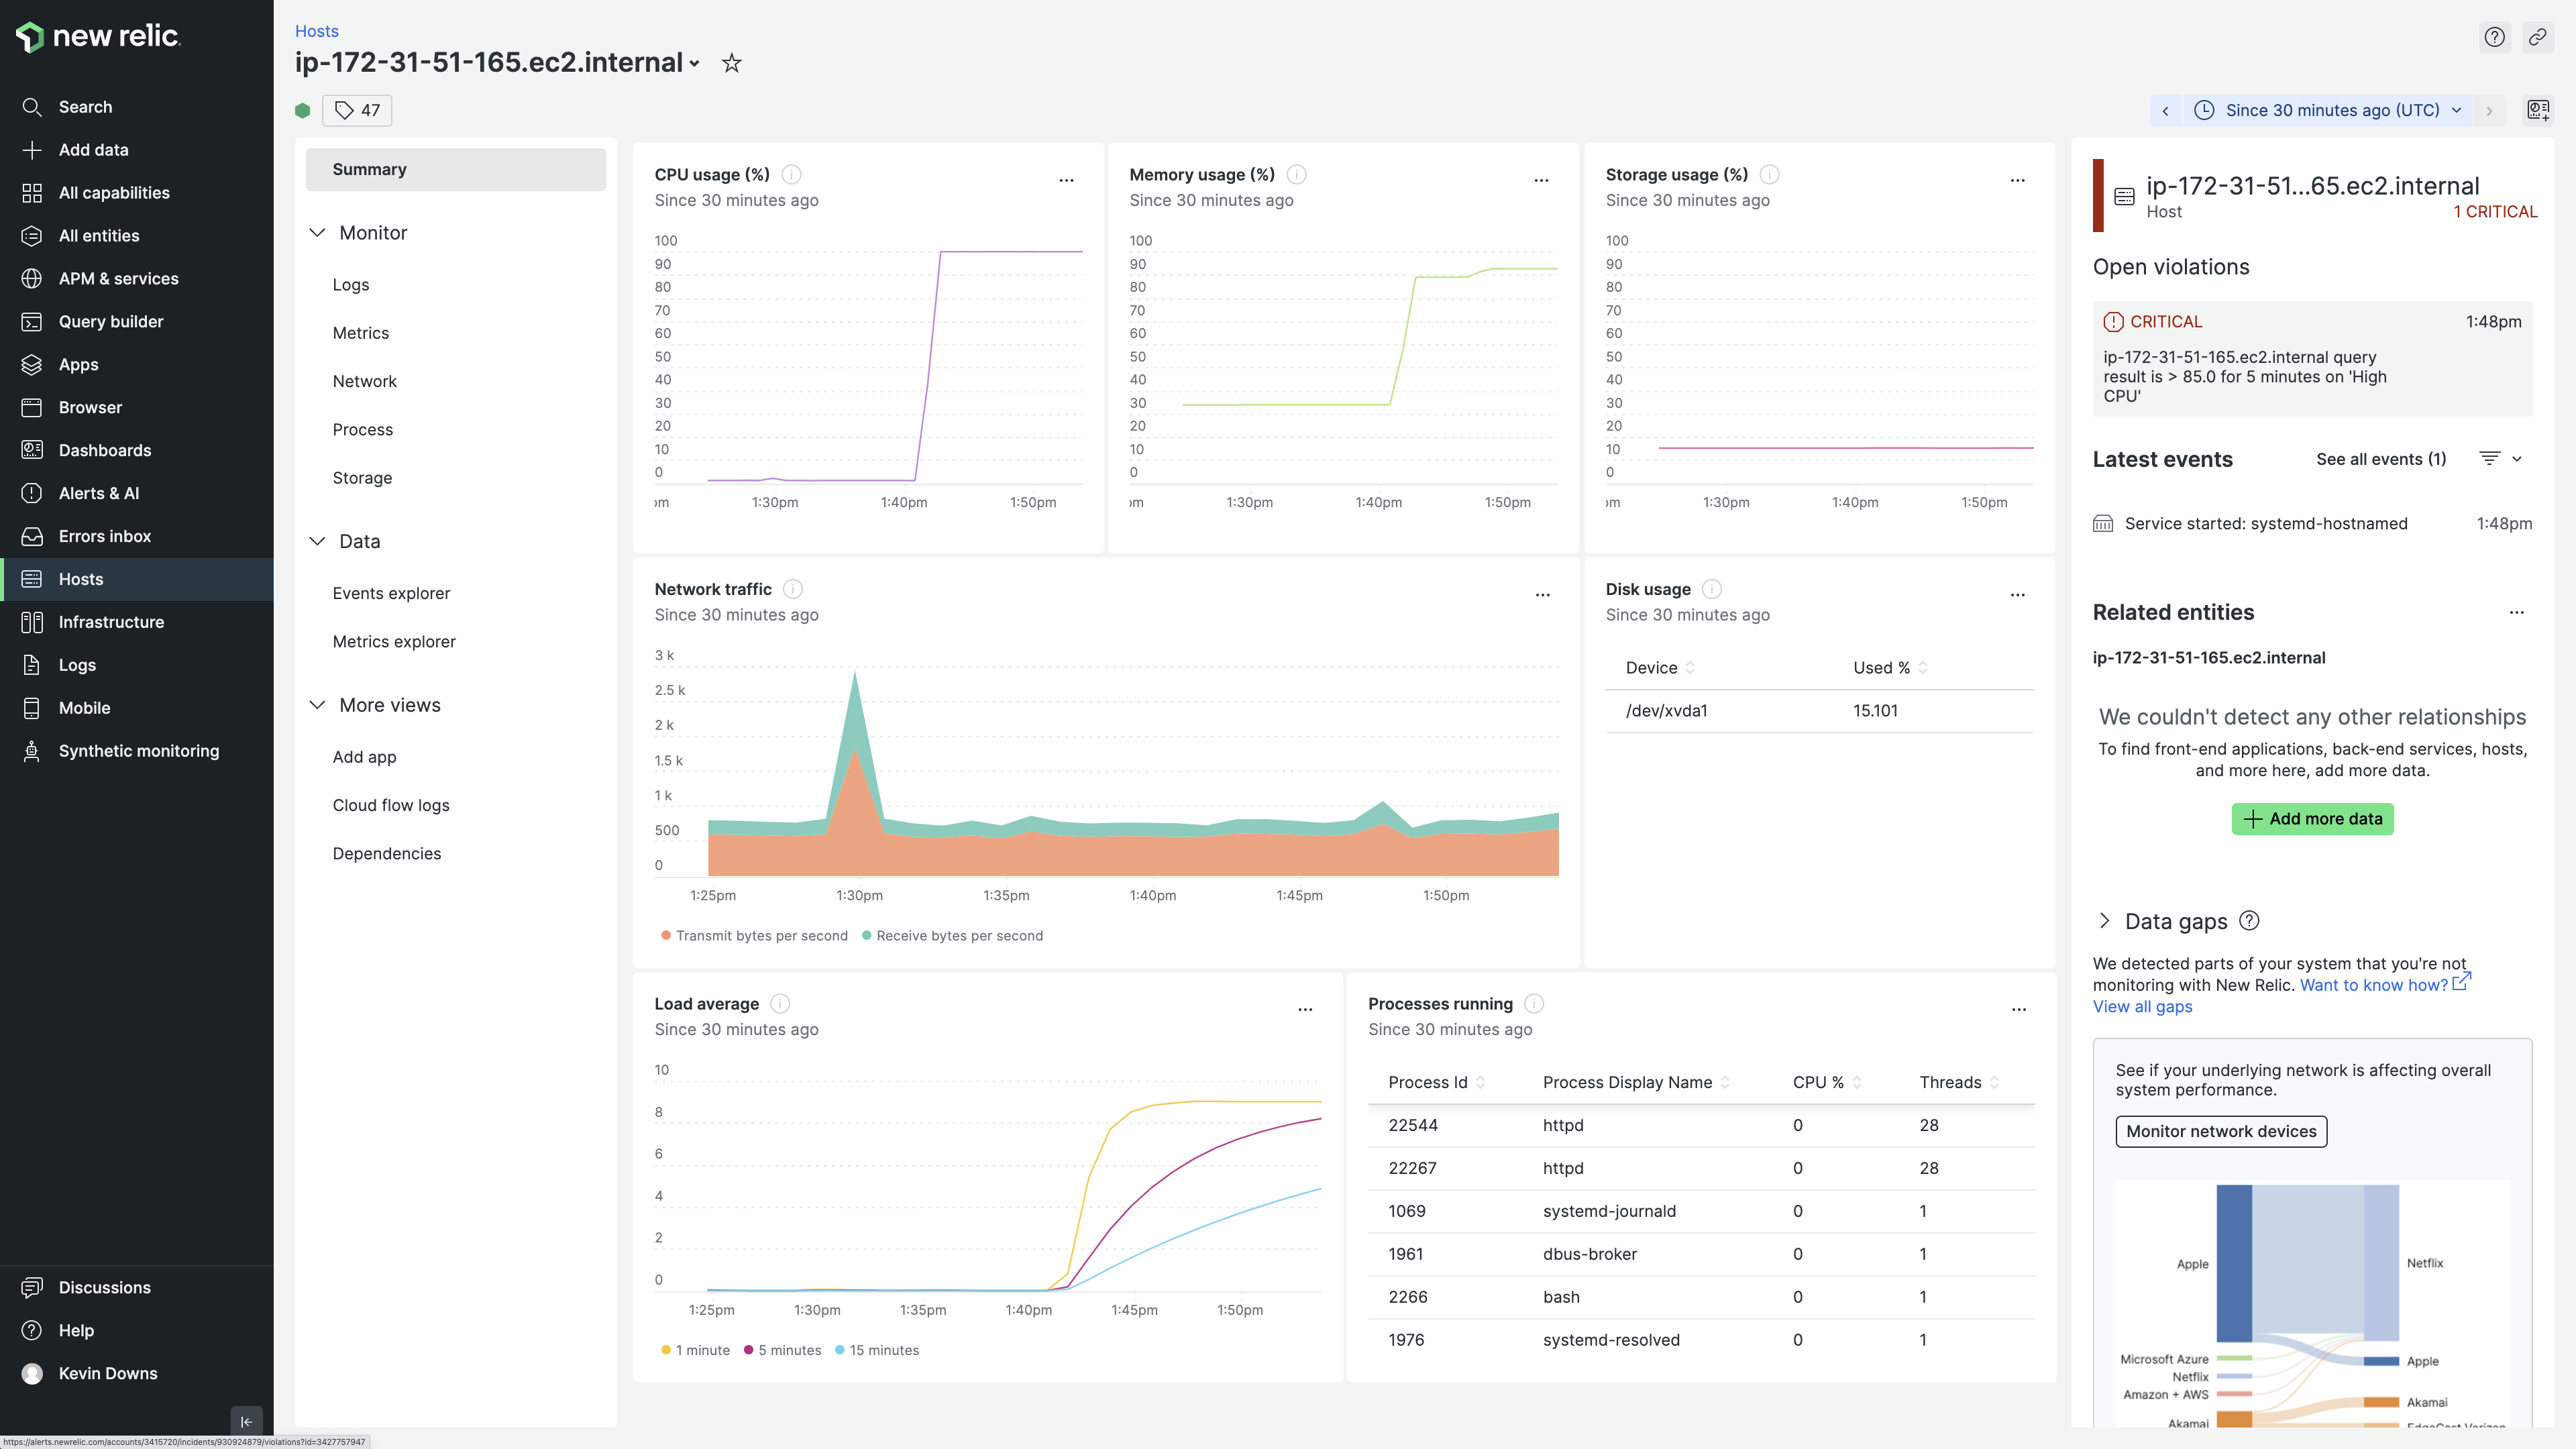 new relic.
Search
Add data
All capabilities
All entities
APM & services
Query builder
Apps
Browser
Dashboards
Alerts & AI
Errors inbox
Hosts
Infrastructure
Logs
Mobile
Synthetic monitoring
Discussions
Help
Kevin Downs
https://alerts.newrelic.com/accounts/3415720/incidents/930924879/violations?id=3427757947
Hosts
ip-172-31-51-165.ec2.internal
47
Since 30 minutes ago (UTC)
Summary
Monitor
Logs
Metrics
Network
Process
Storage
Data
Events explorer
Metrics explorer
More views
Add app
Cloud flow logs
Dependencies
CPU usage (%)
Since 30 minutes ago
100
90
80
70
60
50
40
30
20
10
0
pm 1:30pm 1:40pm 1:50pm
Memory usage (%)
Since 30 minutes ago
100
90
80
70
60
50
40
30
20
10
0
pm 1:30pm 1:40pm 1:50pm
Storage usage (%)
Since 30 minutes ago
100
90
80
70
60
50
40
30
20
10
0
pm 1:30pm 1:40pm 1:50pm
Network traffic
Since 30 minutes ago
3 k
2.5 k
2 k
1.5 k
1 k
500
0
1:25pm 1:30pm 1:35pm 1:40pm 1:45pm 1:50pm
Transmit bytes per second Receive bytes per second
Disk usage
Since 30 minutes ago
Device Used %
/dev/xvda1 15.101
Load average
Since 30 minutes ago
10
8
6
4
2
0
1:25pm 1:30pm 1:35pm 1:40pm 1:45pm 1:50pm
1 minute 5 minutes 15 minutes
Processes running
Since 30 minutes ago
Process Id Process Display Name CPU % Threads
22544 httpd 0 28
22267 httpd 0 28
1069 systemd-journald 0 1
1961 dbus-broker 0 1
2266 bash 0 1
1976 systemd-resolved 0 1
ip-172-31-51...65.ec2.internal
Host 1 CRITICAL
Open violations
CRITICAL 1:48pm
ip-172-31-51-165.ec2.internal query
result is > 85.0 for 5 minutes on 'High
CPU'
Latest events See all events (1)
Service started: systemd-hostnamed 1:48pm
Related entities
ip-172-31-51-165.ec2.internal
We couldn't detect any other relationships
To find front-end applications, back-end services, hosts,
and more here, add more data.
Add more data
Data gaps
We detected parts of your system that you're not
monitoring with New Relic. Want to know how?
View all gaps
See if your underlying network is affecting overall
system performance.
Monitor network devices
Apple Netflix
Microsoft Azure Apple
Netflix
Amazon + AWS Akamai
Akamai EdgeCast Verizon